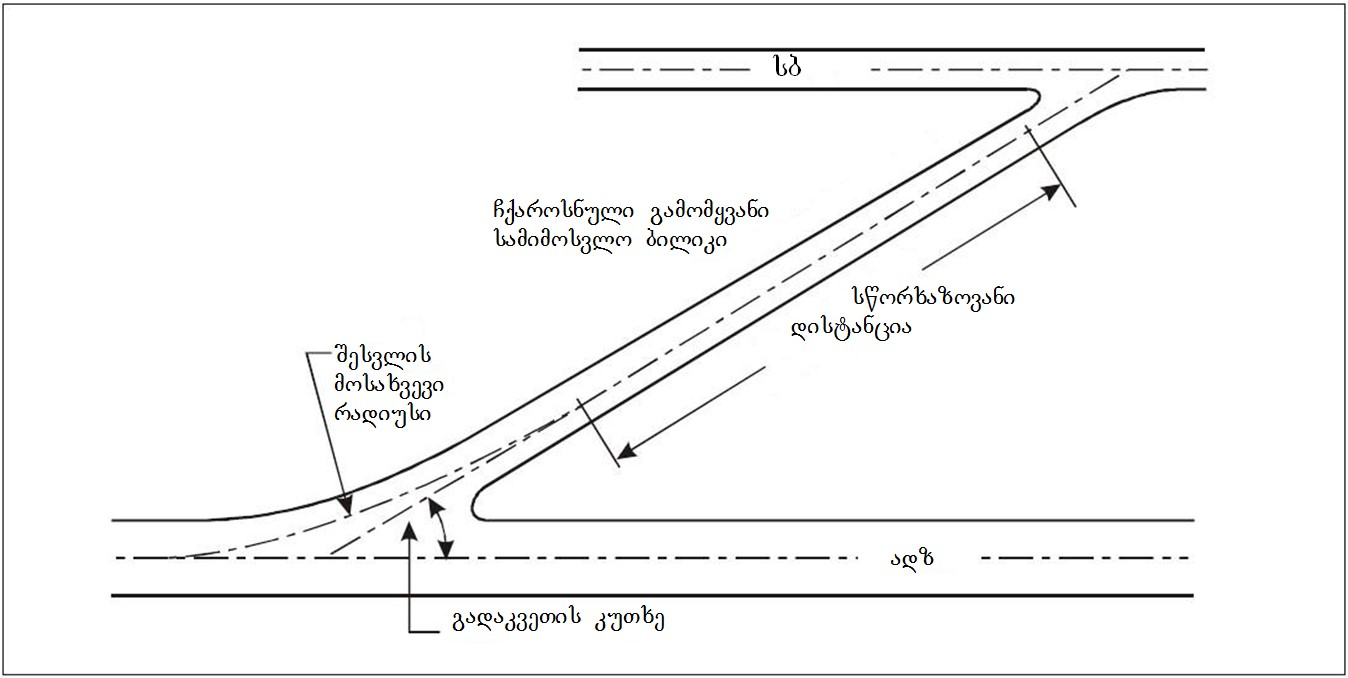 სბ
ჩქაროსნული გამომყვანი
სამიმოსვლო ბილიკი
სწორხაზოვანი
დისტანცია
შესვლის
მოსახვევი
რადიუსი
ადზ
გადაკვეთის კუთხე